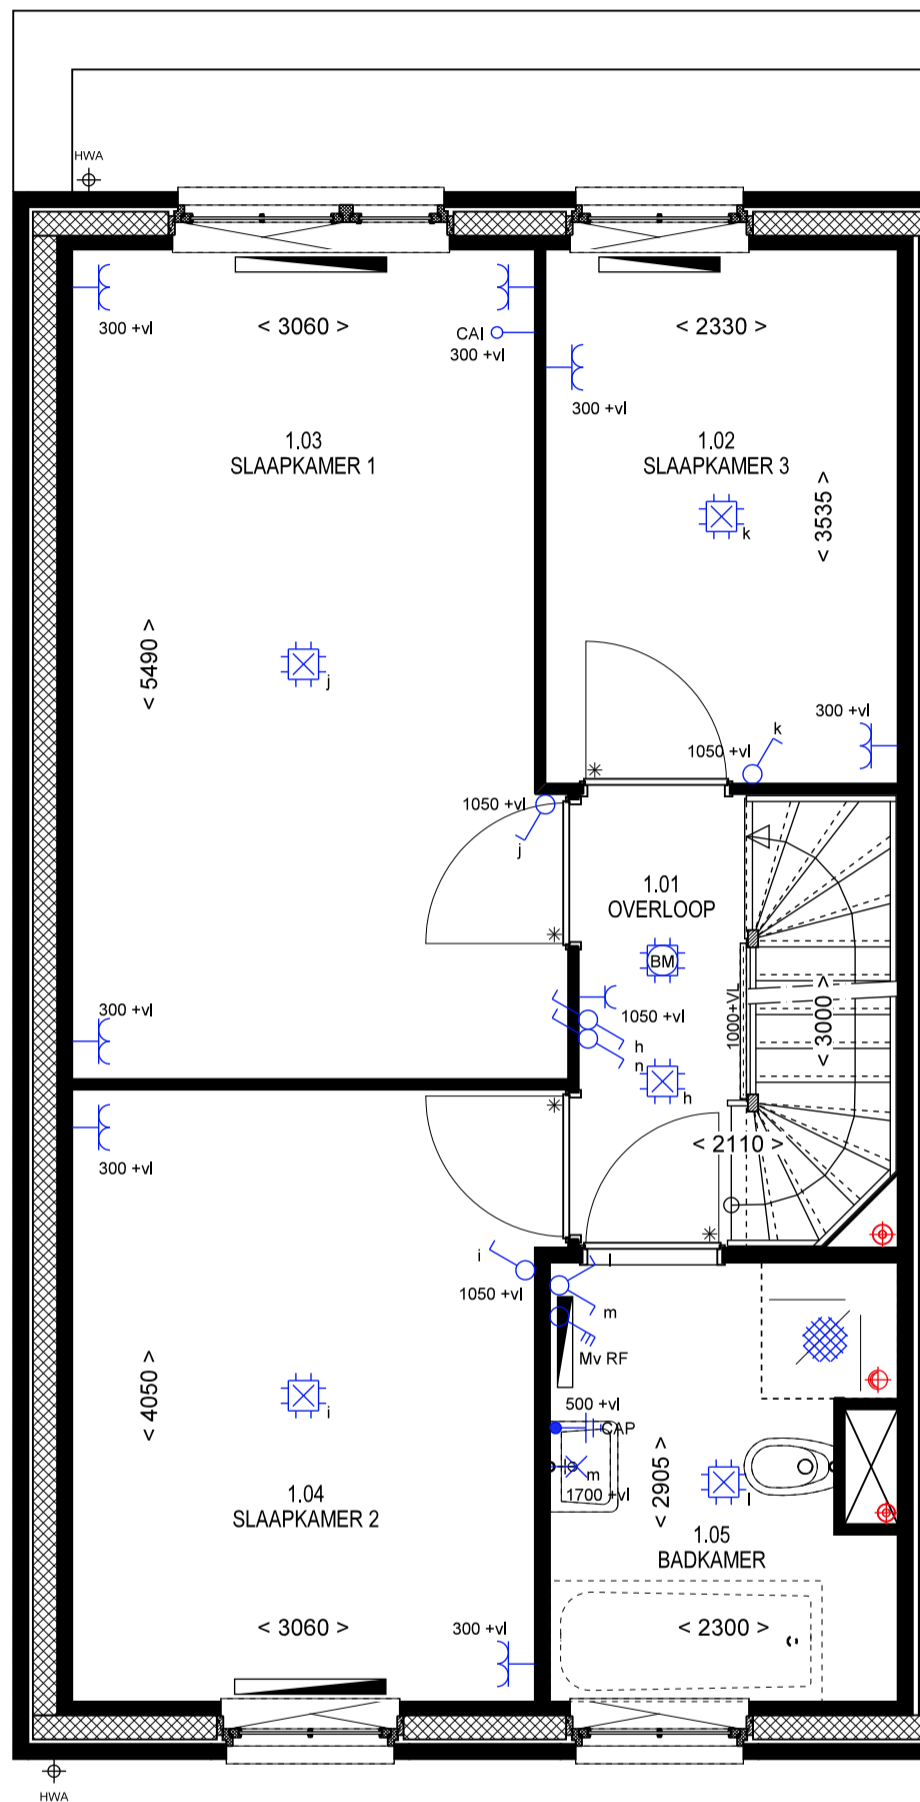 HWA
300 +vl
< 3060 >
CAI
300 +vl
< 2330 >
300 +vl
1.03
SLAAPKAMER 1
1.02
SLAAPKAMER 3
< 3535 >
k
< 5490 >
j
300 +vl
k
1050 +vl
1050 +vl
j
1.01
OVERLOOP
BM
300 +vl
1050 +vl
1000+VL
< 3000 >
h
n
h
< 2110 >
300 +vl
i
1050 +vl
l
m
Mv RF
< 4050 >
i
500 +vl
CAP
m
1700 +vl
< 2905 >
l
1.04
SLAAPKAMER 2
1.05
BADKAMER
< 3060 >
300 +vl
< 2300 >
HWA